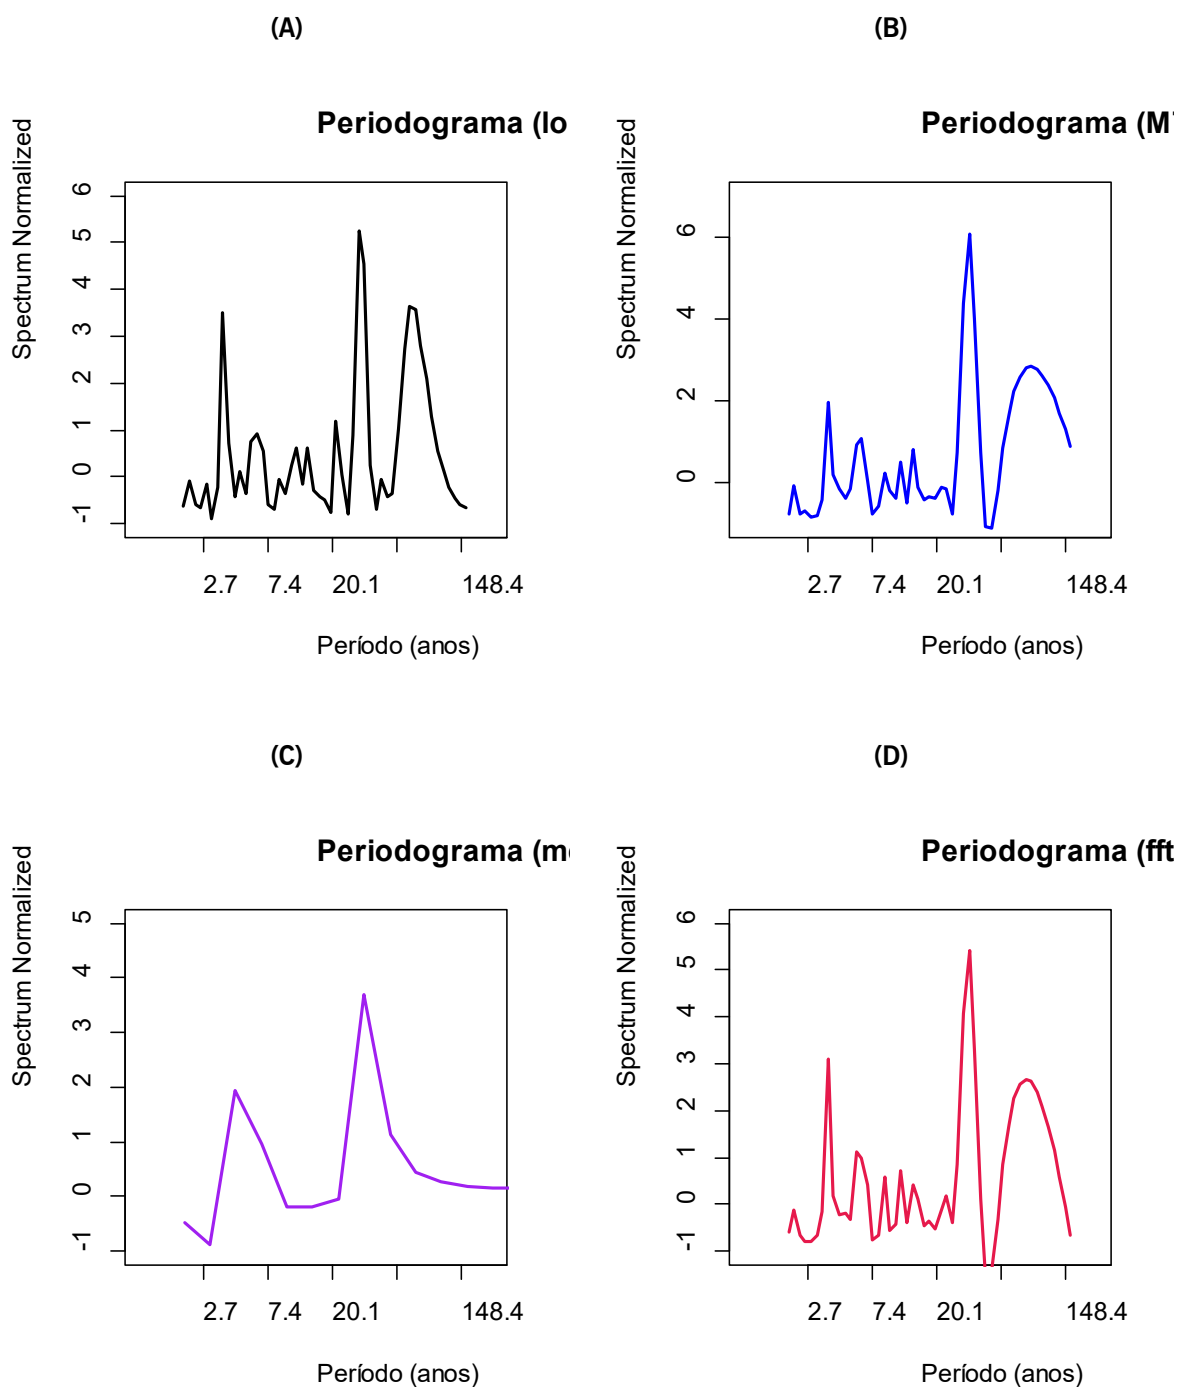 (A)
Periodograma (lo
Spectrum Normalized
6
5
4
3
2
1
0
-1
2.7 7.4 20.1 148.4
Período (anos)
(B)
Periodograma (M
Spectrum Normalized
6
4
2
0
2.7 7.4 20.1 148.4
Período (anos)
(C)
Periodograma (m
Spectrum Normalized
5
4
3
2
1
0
-1
2.7 7.4 20.1 148.4
Período (anos)
(D)
Periodograma (fft
Spectrum Normalized
6
5
4
3
2
1
0
-1
2.7 7.4 20.1 148.4
Período (anos)